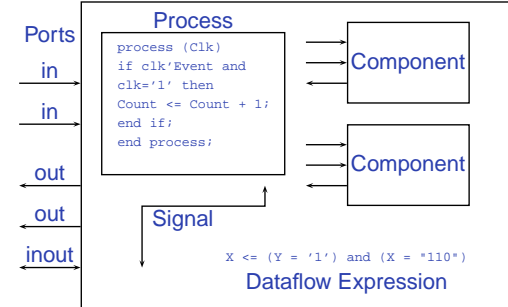 Ports
in
in
out
out
inout
Process
process (Clk)
if clk'Event and
clk='1' then
Count <= Count + 1;
end if;
end process;
Component
Component
Signal
X <= (Y = '1') and (X = "110")
Dataflow Expression